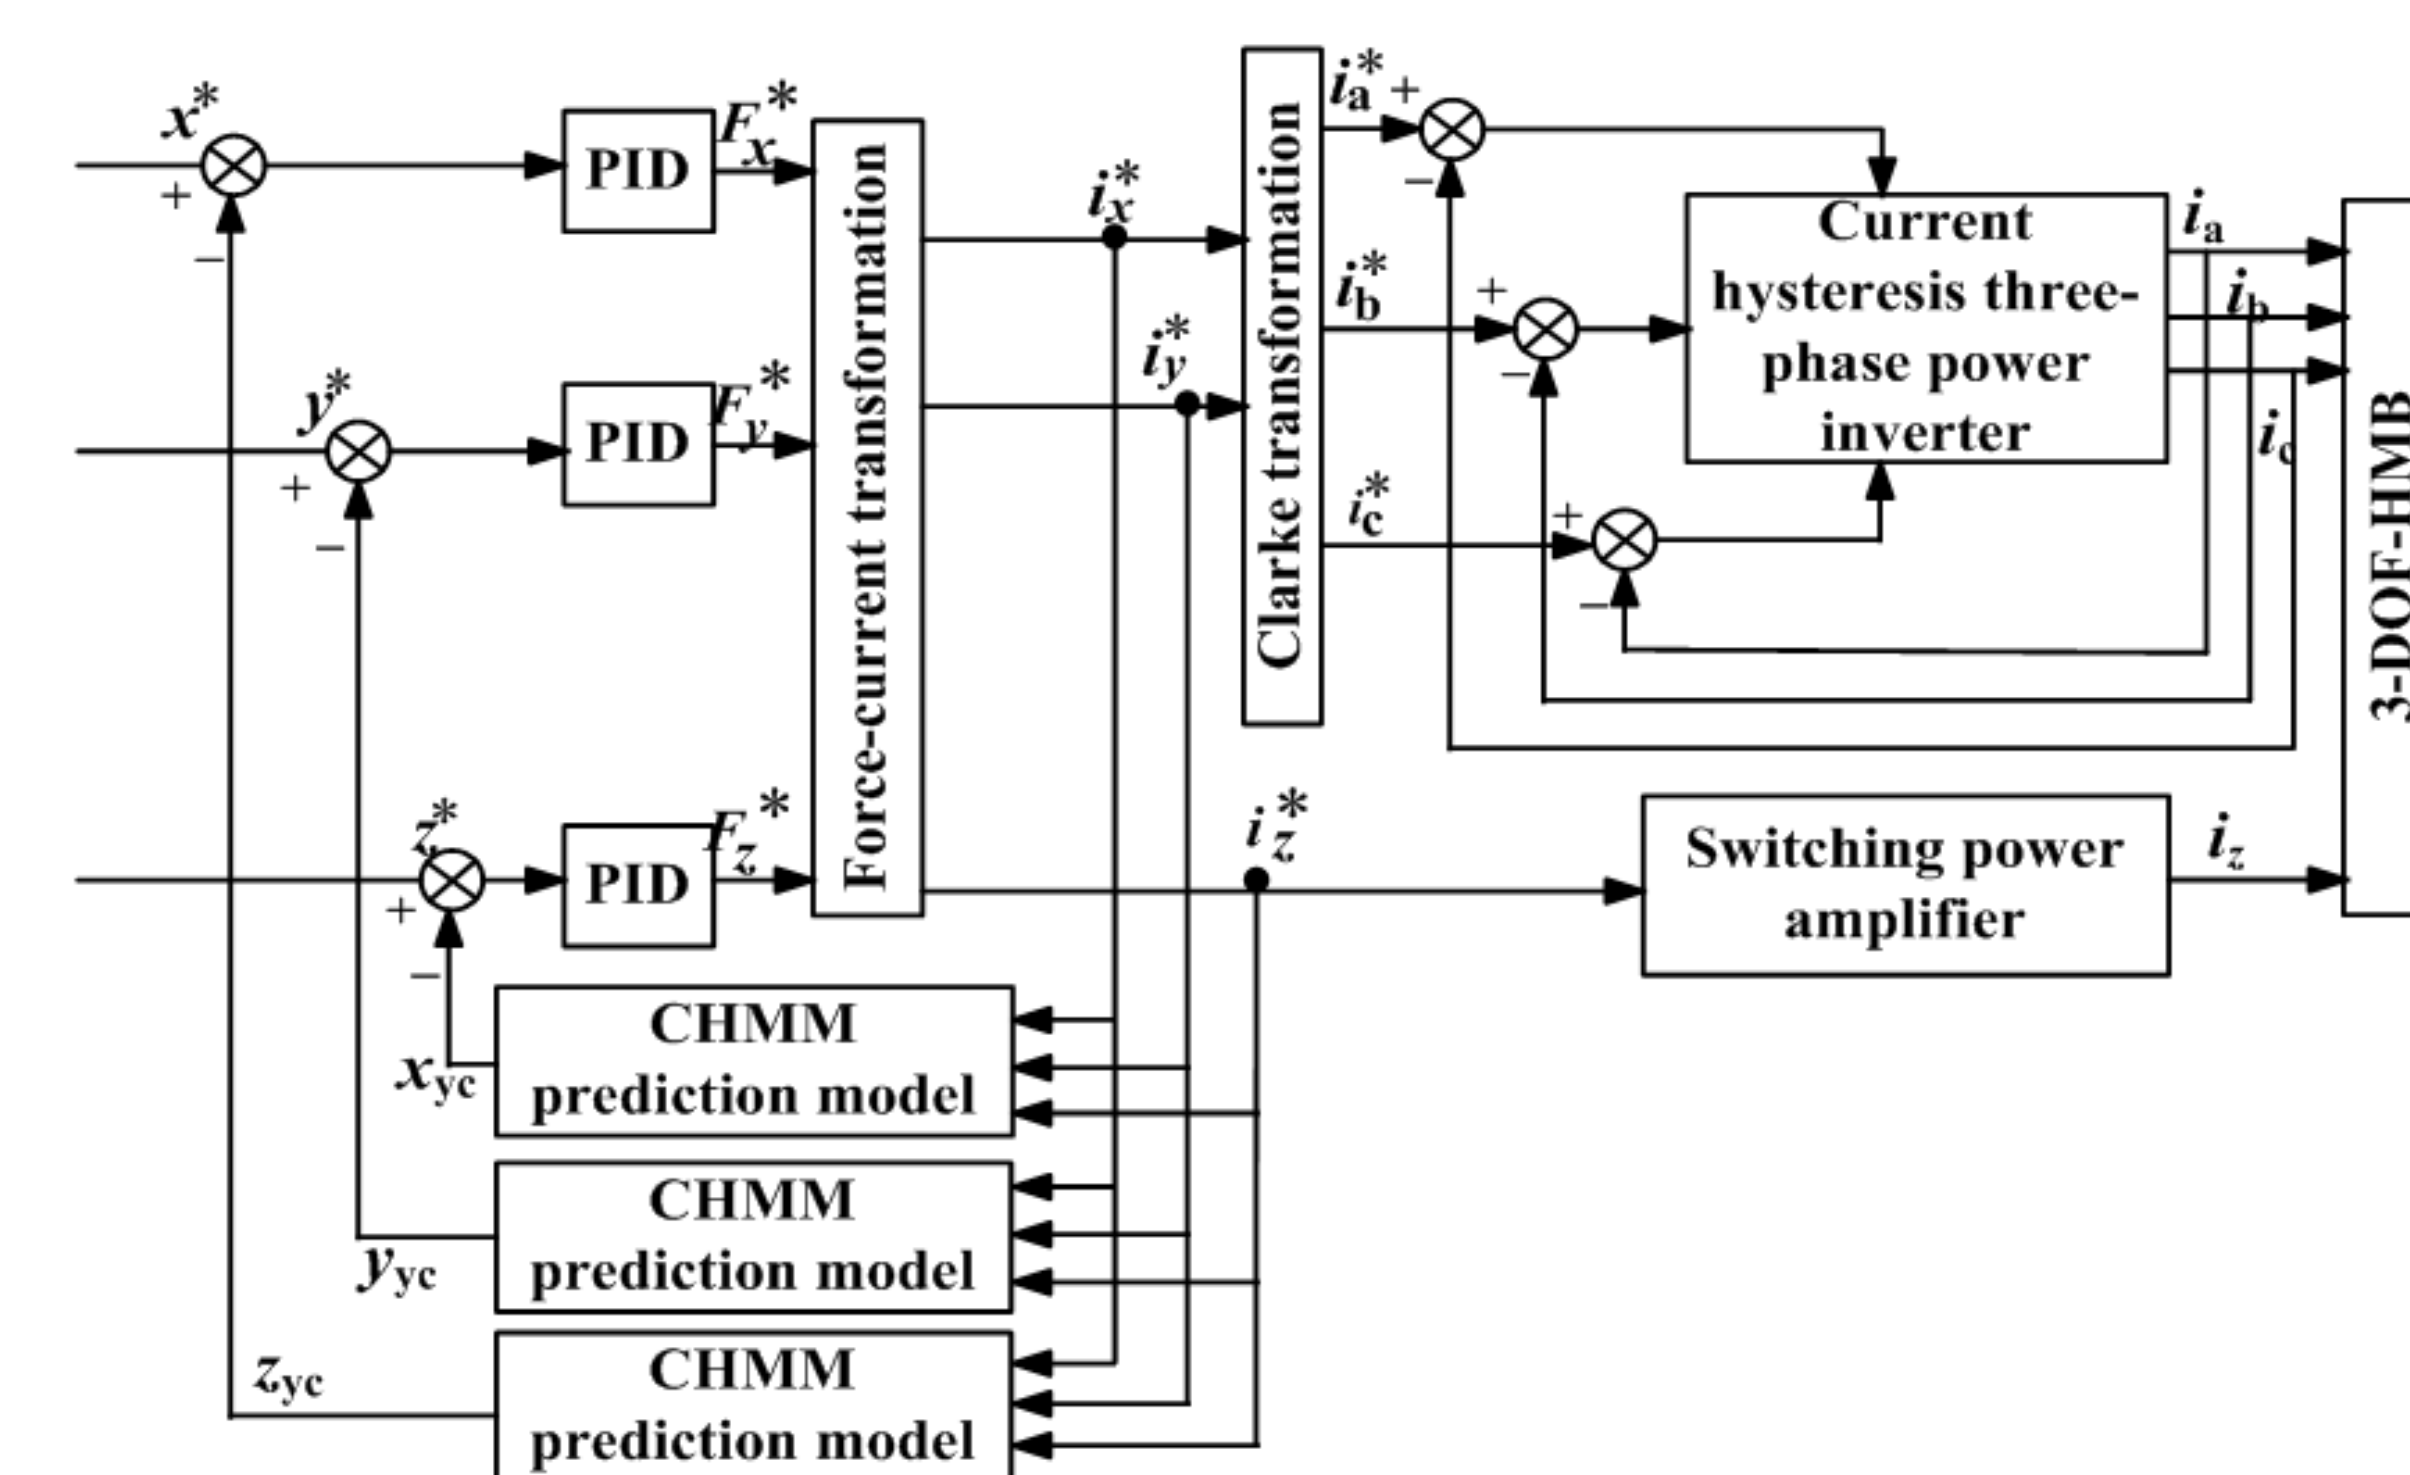 x*
+
−
PID
Fx*
y*
+
−
PID
Fy*
z*
+
−
PID
Fz*
Force-current transformation
ix*
iy*
iz*
Clarke transformation
ia*
+
−
ib*
+
−
ic*
+
−
Current
hysteresis three-
phase power
inverter
ia
ib
ic
3-DOF-HMB
Switching power
amplifier
iz
CHMM
prediction model
xyc
CHMM
prediction model
yyc
CHMM
prediction model
zyc